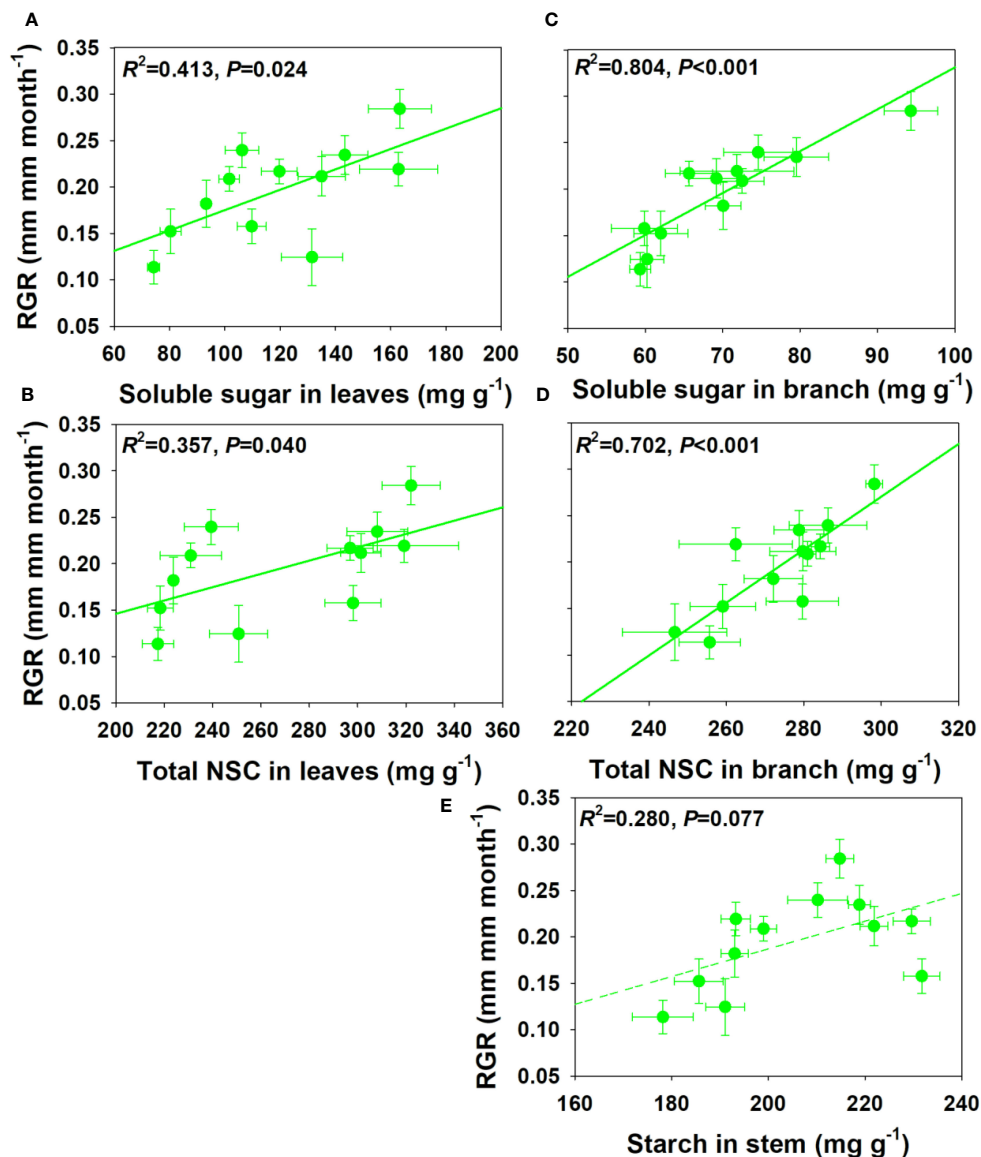 A
C
R²=0.413, P=0.024
R²=0.804, P<0.001
0.35
0.30
0.25
0.20
0.15
0.10
0.05
RGR (mm mm month⁻¹)
60 80 100 120 140 160 180 200
50 60 70 80 90 100
Soluble sugar in leaves (mg g⁻¹)
Soluble sugar in branch (mg g⁻¹)
B
D
R²=0.357, P=0.040
R²=0.702, P<0.001
0.35
0.30
0.25
0.20
0.15
0.10
0.05
RGR (mm mm month⁻¹)
200 220 240 260 280 300 320 340 360
220 240 260 280 300 320
Total NSC in leaves (mg g⁻¹)
Total NSC in branch (mg g⁻¹)
E
R²=0.280, P=0.077
0.35
0.30
0.25
0.20
0.15
0.10
0.05
RGR (mm mm month⁻¹)
160 180 200 220 240
Starch in stem (mg g⁻¹)